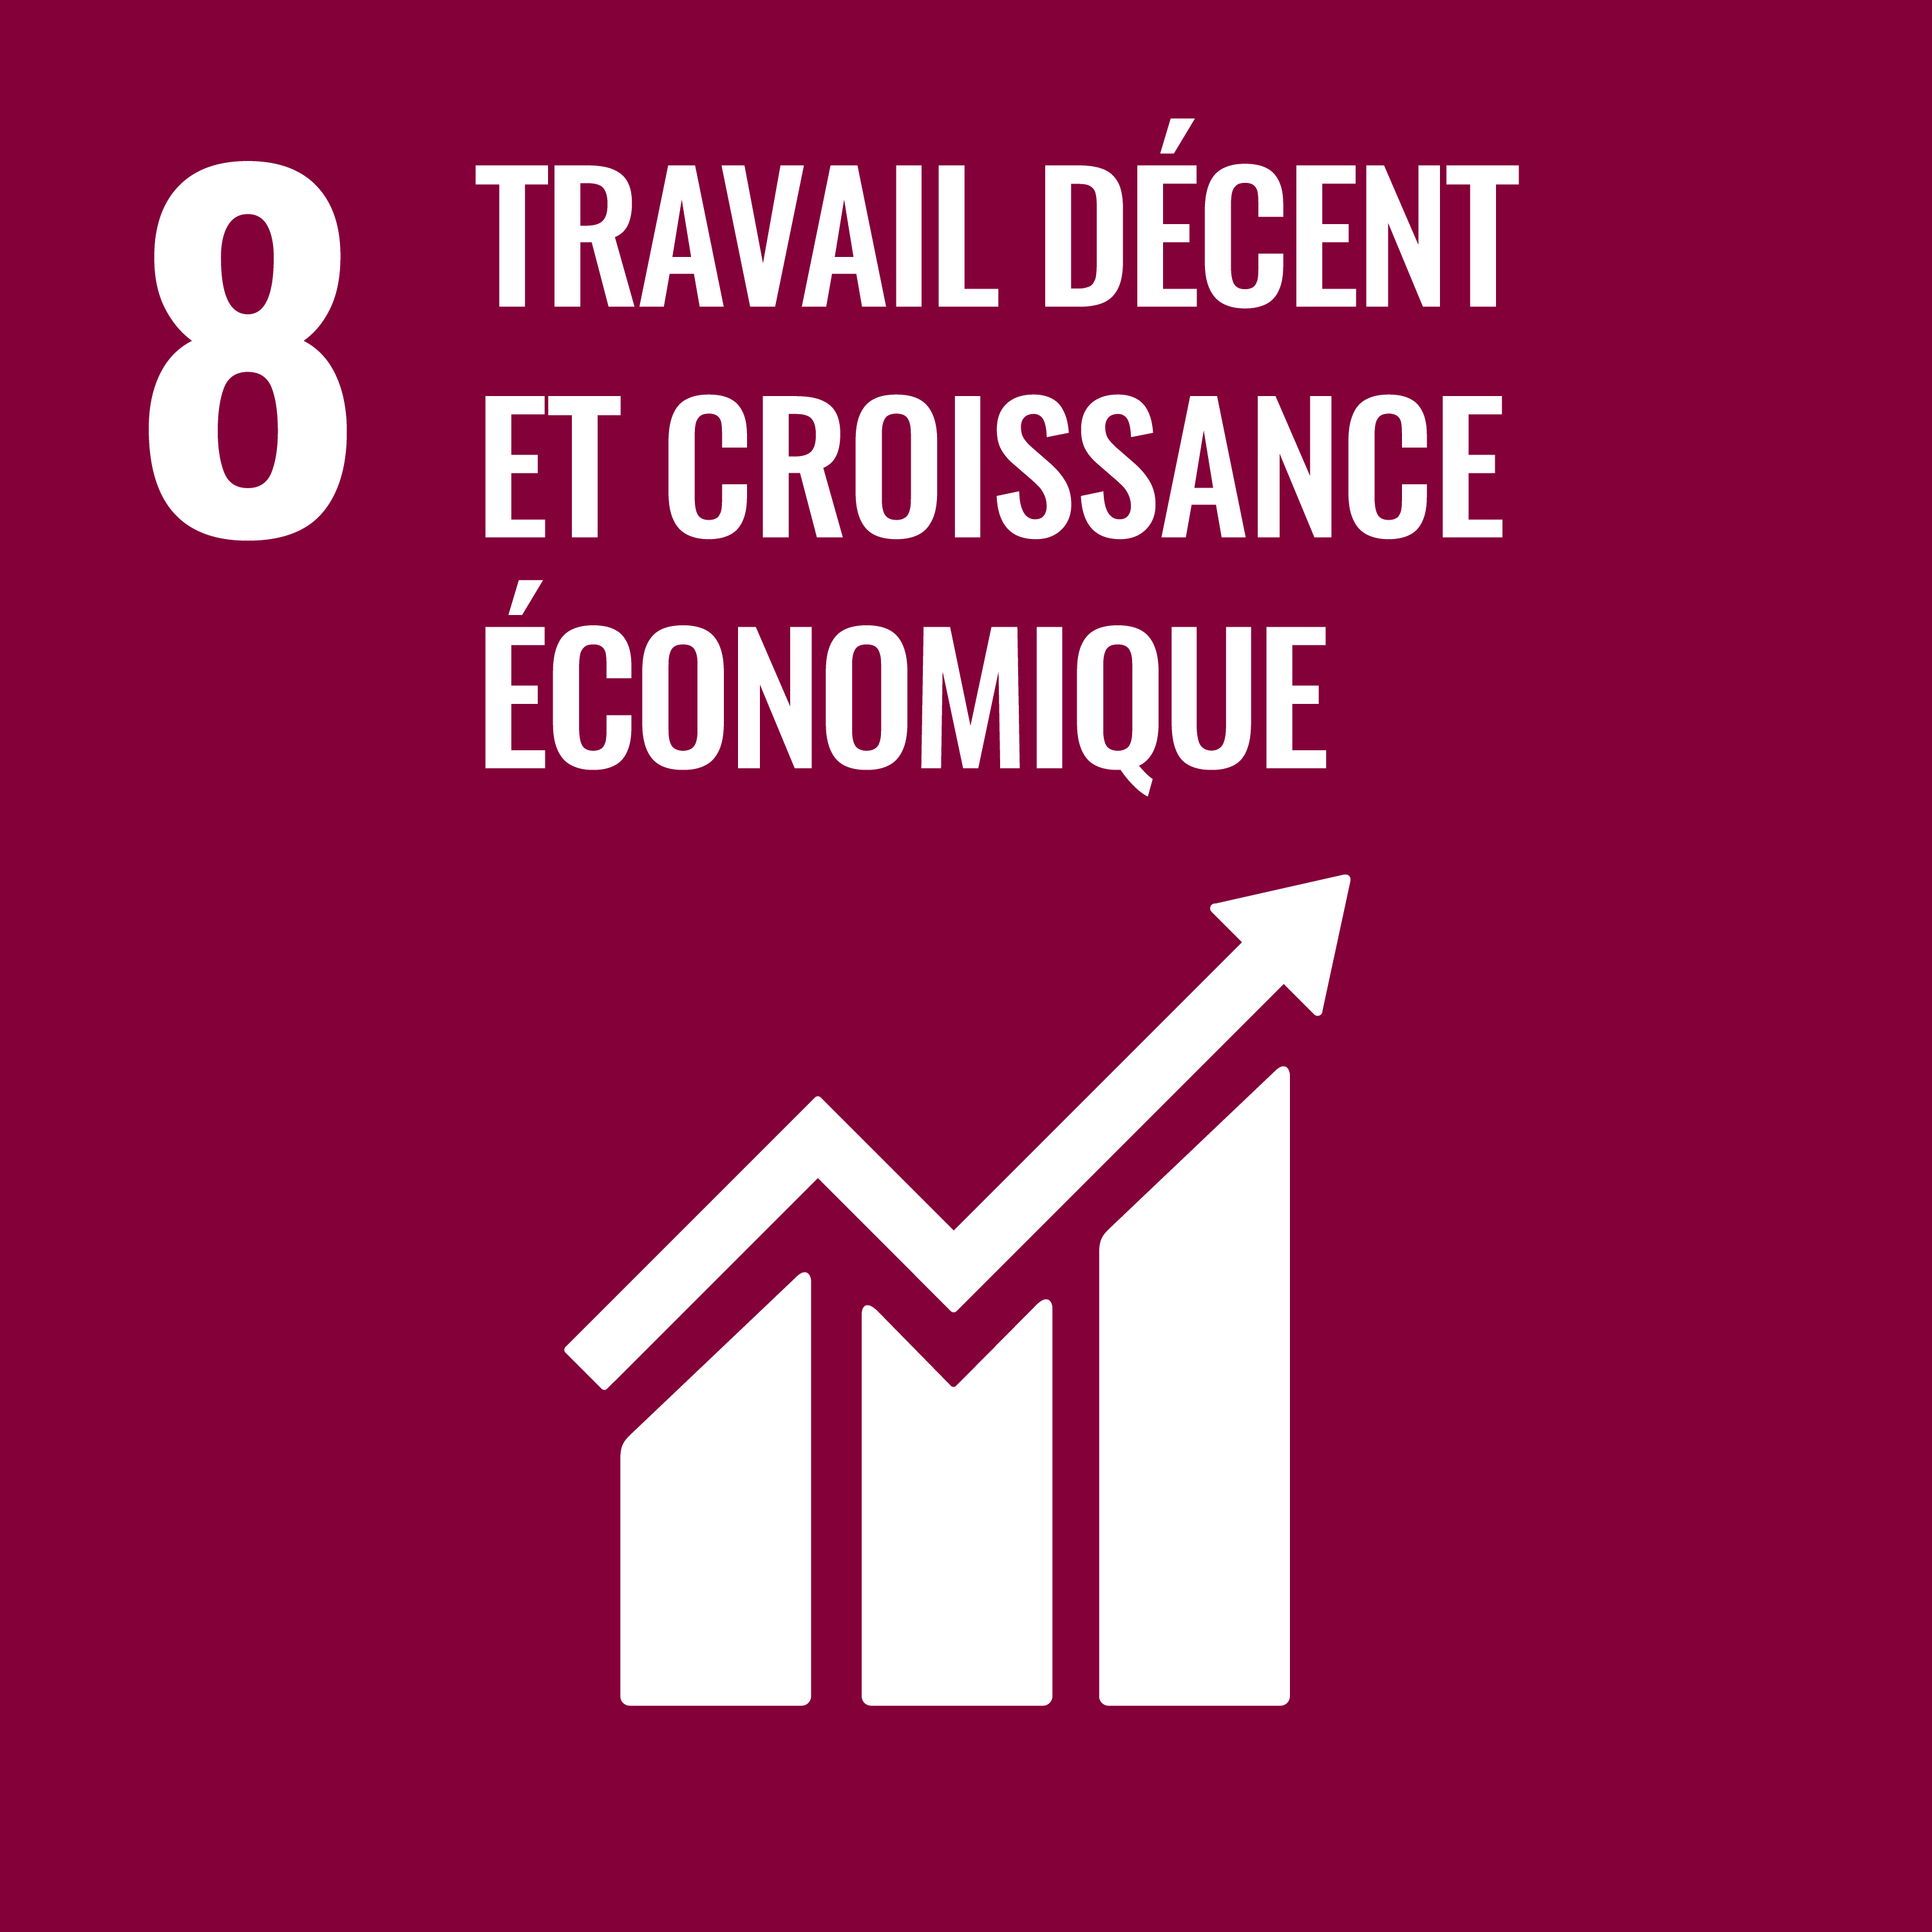 8
TRAVAIL DÉCENT
ET CROISSANCE
ÉCONOMIQUE